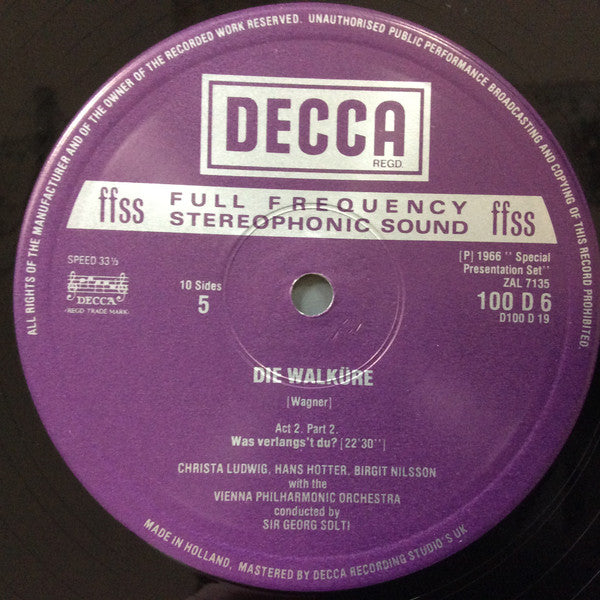 ALL RIGHTS OF THE MANUFACTURER AND OF THE OWNER OF THE RECORDED WORK RESERVED. UNAUTHORISED PUBLIC PERFORMANCE BROADCASTING AND COPYING OF THIS RECORD PROHIBITED.
DECCA
REGD.
ffss FULL FREQUENCY STEREOPHONIC SOUND ffss
SPEED 33⅓
DECCA
REGD TRADE MARK
10 Sides
5
[P] 1966 '' Special
Presentation Set''
ZAL 7135
100 D 6
D100 D 19
DIE WALKÜRE
[Wagner]
Act 2. Part 2.
Was verlangs't du? [22'30'']
CHRISTA LUDWIG, HANS HOTTER, BIRGIT NILSSON
with the
VIENNA PHILHARMONIC ORCHESTRA
conducted by
SIR GEORG SOLTI
MADE IN HOLLAND, MASTERED BY DECCA RECORDING STUDIO'S UK